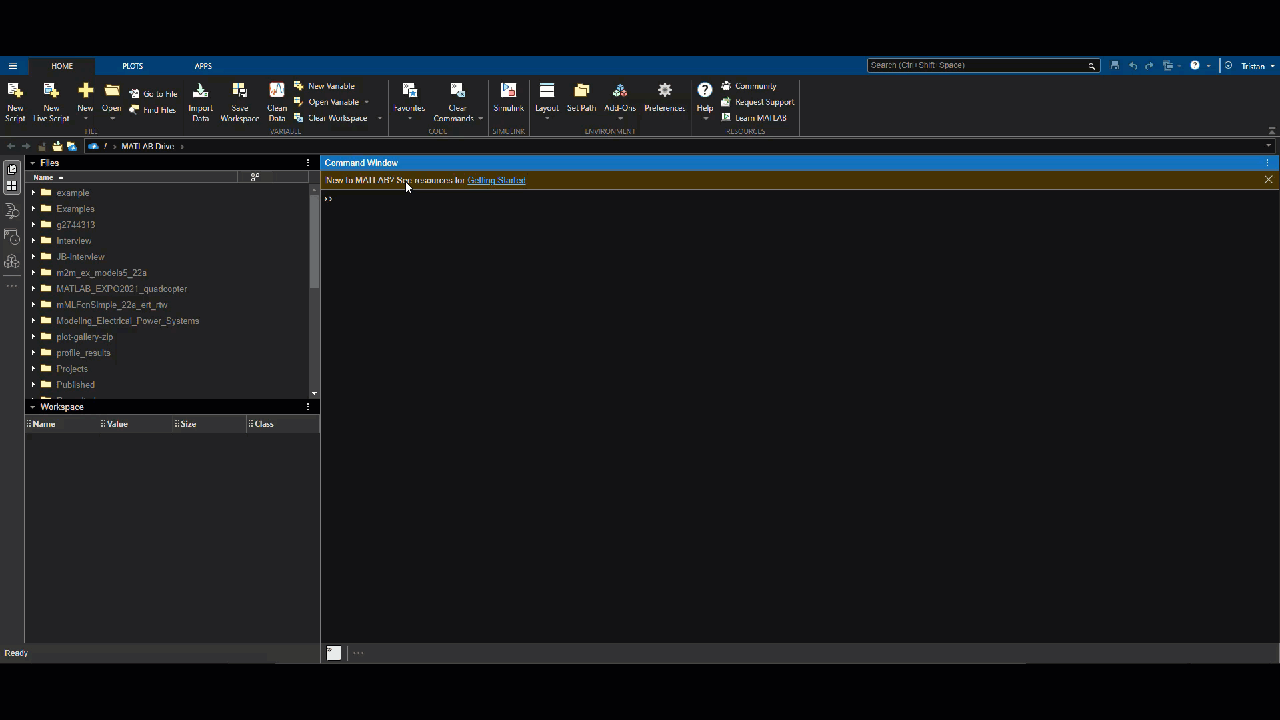 HOME PLOTS APPS Search (Ctrl+Shift+Space) Tristan
New Script
New Live Script
New
Open
Go to File
Find Files
FILE
Import Data
Save Workspace
Clean Data
New Variable
Open Variable
Clear Workspace
VARIABLE
Favorites
Clear Commands
CODE
Simulink
SIMULINK
Layout
Set Path
Add-Ons
Preferences
ENVIRONMENT
Help
Community
Request Support
Learn MATLAB
RESOURCES
/ › MATLAB Drive ›
Files
Name
example
Examples
g2744313
Interview
JB-Interview
m2m_ex_models5_22a
MATLAB_EXPO2021_quadcopter
mMLFcnSimple_22a_ert_rtw
Modeling_Electrical_Power_Systems
plot-gallery-zip
profile_results
Projects
Published
Workspace
Name Value Size Class
Command Window
New to MATLAB? See resources for Getting Started
>>
Ready